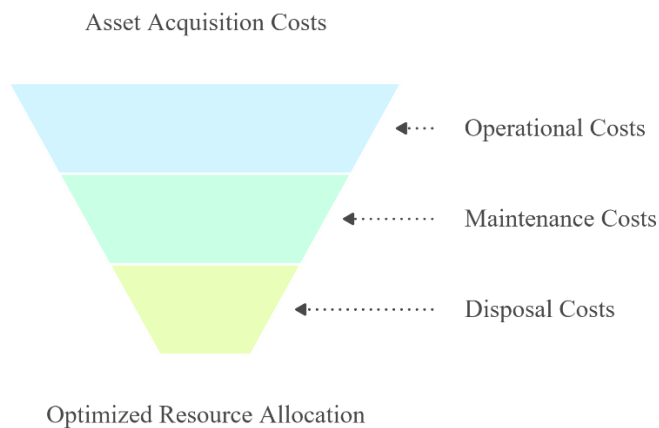 Asset Acquisition Costs
Operational Costs
Maintenance Costs
Disposal Costs
Optimized Resource Allocation